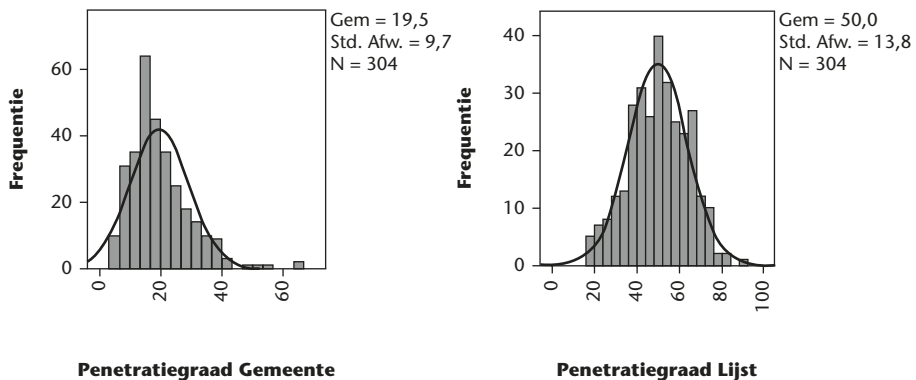 Gem = 19,5
Std. Afw. = 9,7
N = 304
Frequentie
60
40
20
0
0
20
40
60
Penetratiegraad Gemeente
Gem = 50,0
Std. Afw. = 13,8
N = 304
Frequentie
40
30
20
10
0
0
20
40
60
80
100
Penetratiegraad Lijst